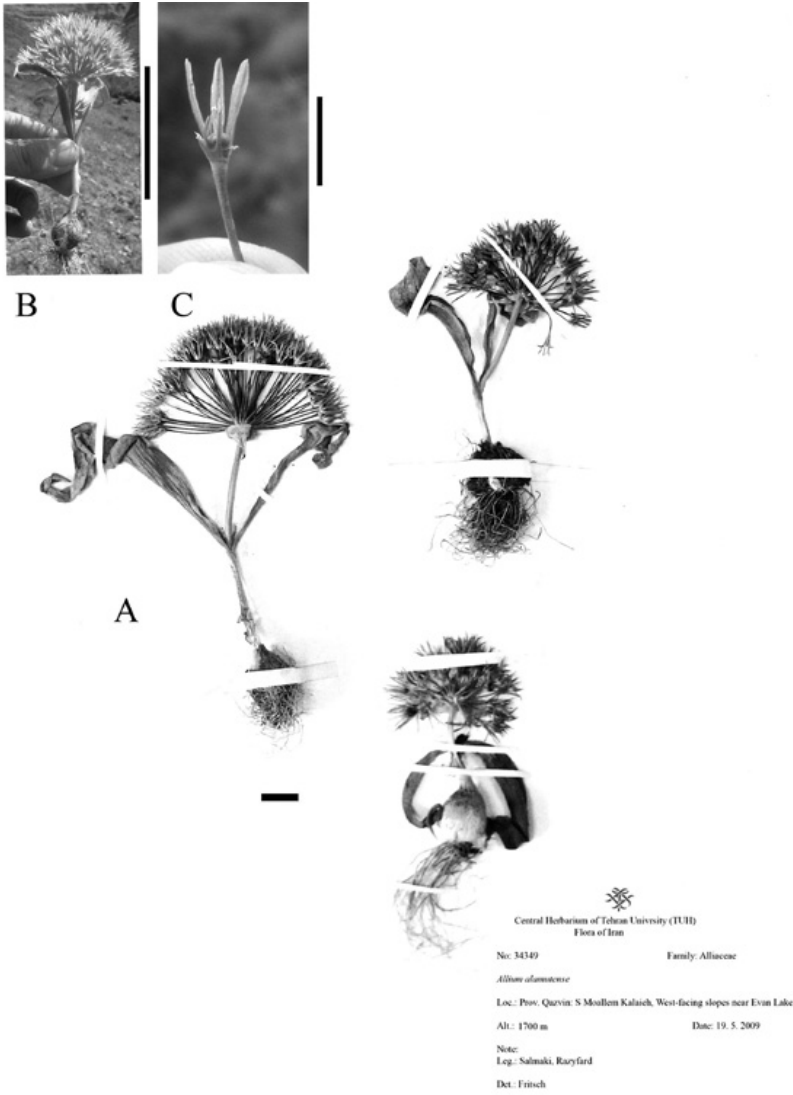 B
C
A
Central Herbarium of Tehran Univrsity (TUH)
Flora of Iran
No: 34349
Family: Alliaceae
Allium alamutense
Loc.: Prov. Qazvin: S Moallem Kalaieh, West-facing slopes near Evan Lake
Alt.: 1700 m
Date: 19. 5. 2009
Note:
Leg.: Salmaki, Razyfard
Det.: Fritsch